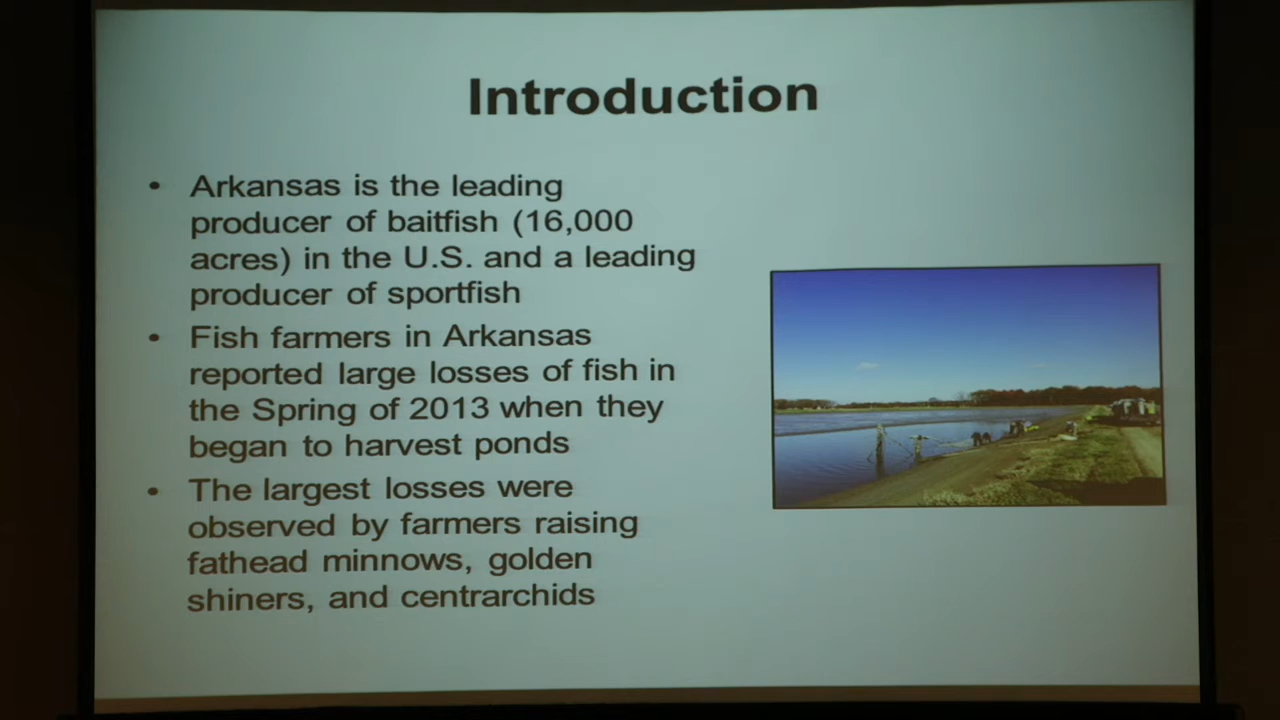 Introduction
• Arkansas is the leading
producer of baitfish (16,000
acres) in the U.S. and a leading
producer of sportfish
• Fish farmers in Arkansas
reported large losses of fish in
the Spring of 2013 when they
began to harvest ponds
• The largest losses were
observed by farmers raising
fathead minnows, golden
shiners, and centrarchids